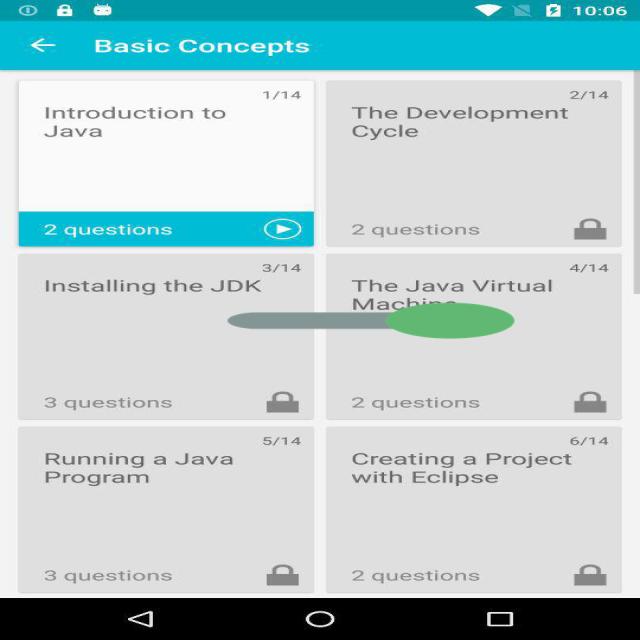 10:06
Basic Concepts
1/14
Introduction to
Java
2 questions
2/14
The Development
Cycle
2 questions
3/14
Installing the JDK
3 questions
4/14
The Java Virtual
Machine
2 questions
5/14
Running a Java
Program
3 questions
6/14
Creating a Project
with Eclipse
2 questions